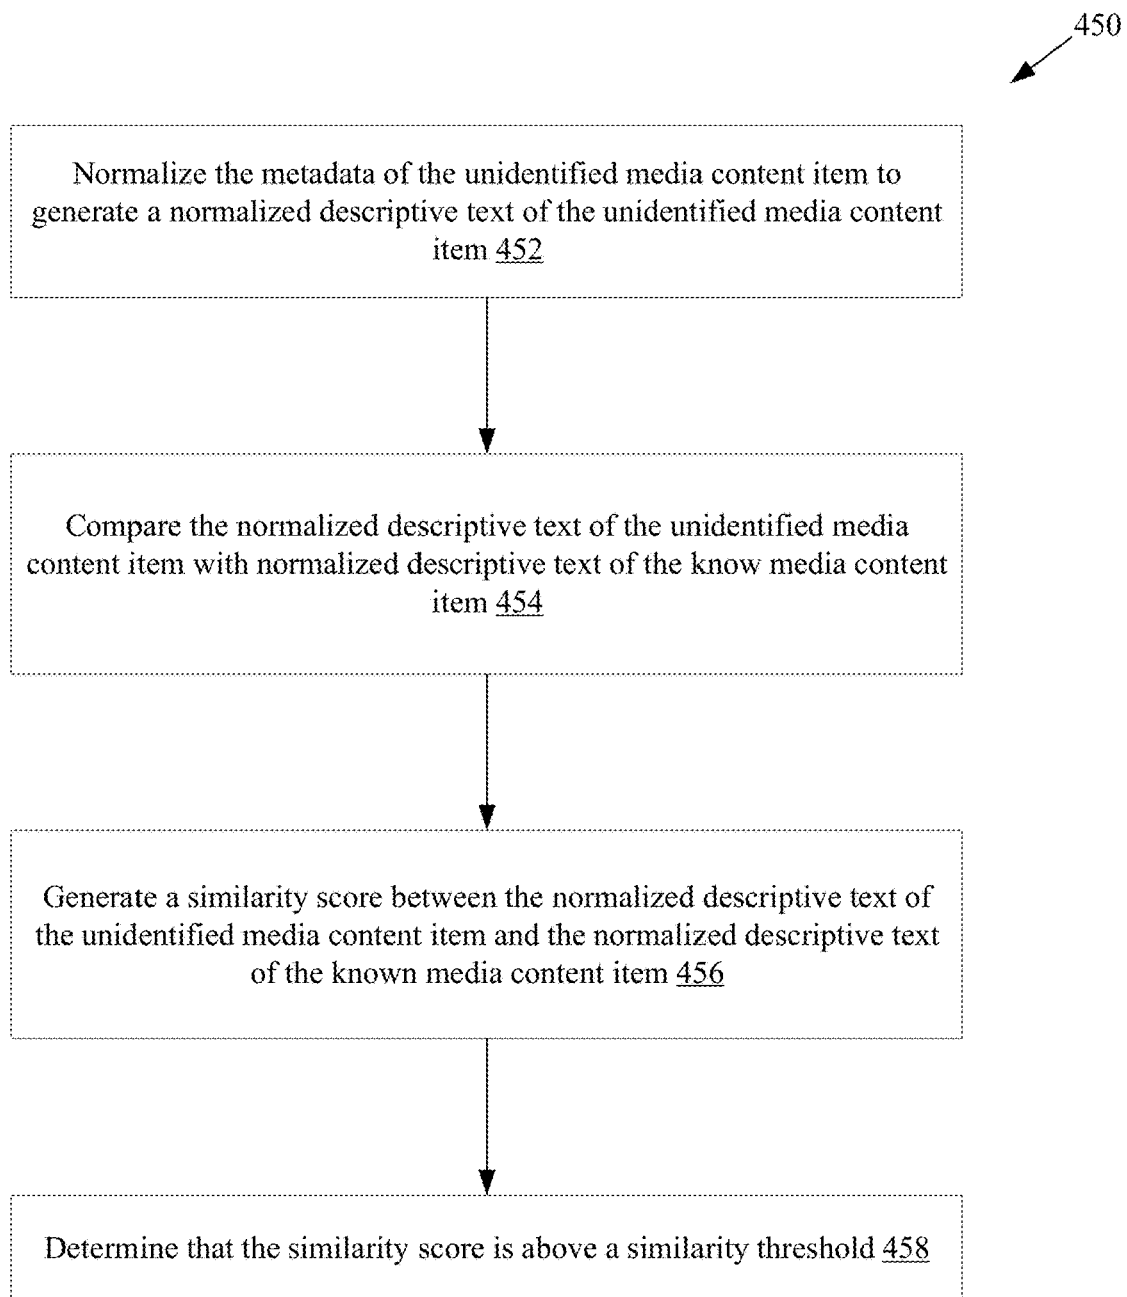 450
Normalize the metadata of the unidentified media content item to
generate a normalized descriptive text of the unidentified media content
item 452
Compare the normalized descriptive text of the unidentified media
content item with normalized descriptive text of the know media content
item 454
Generate a similarity score between the normalized descriptive text of
the unidentified media content item and the normalized descriptive text
of the known media content item 456
Determine that the similarity score is above a similarity threshold 458